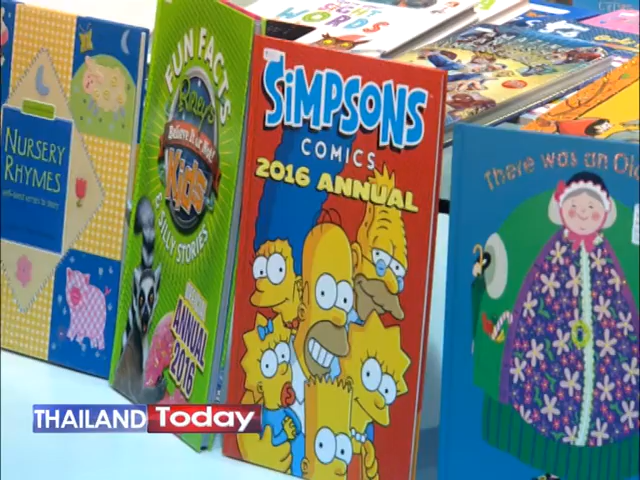 SIGHT
WORDS
NURSERY
RHYMES
FUN FACTS
Ripley's
Believe It or Not!
Kids
& SILLY STORIES
ANNUAL
2016
SIMPSONS
COMICS
2016 ANNUAL
There was an Old
THAILAND Today